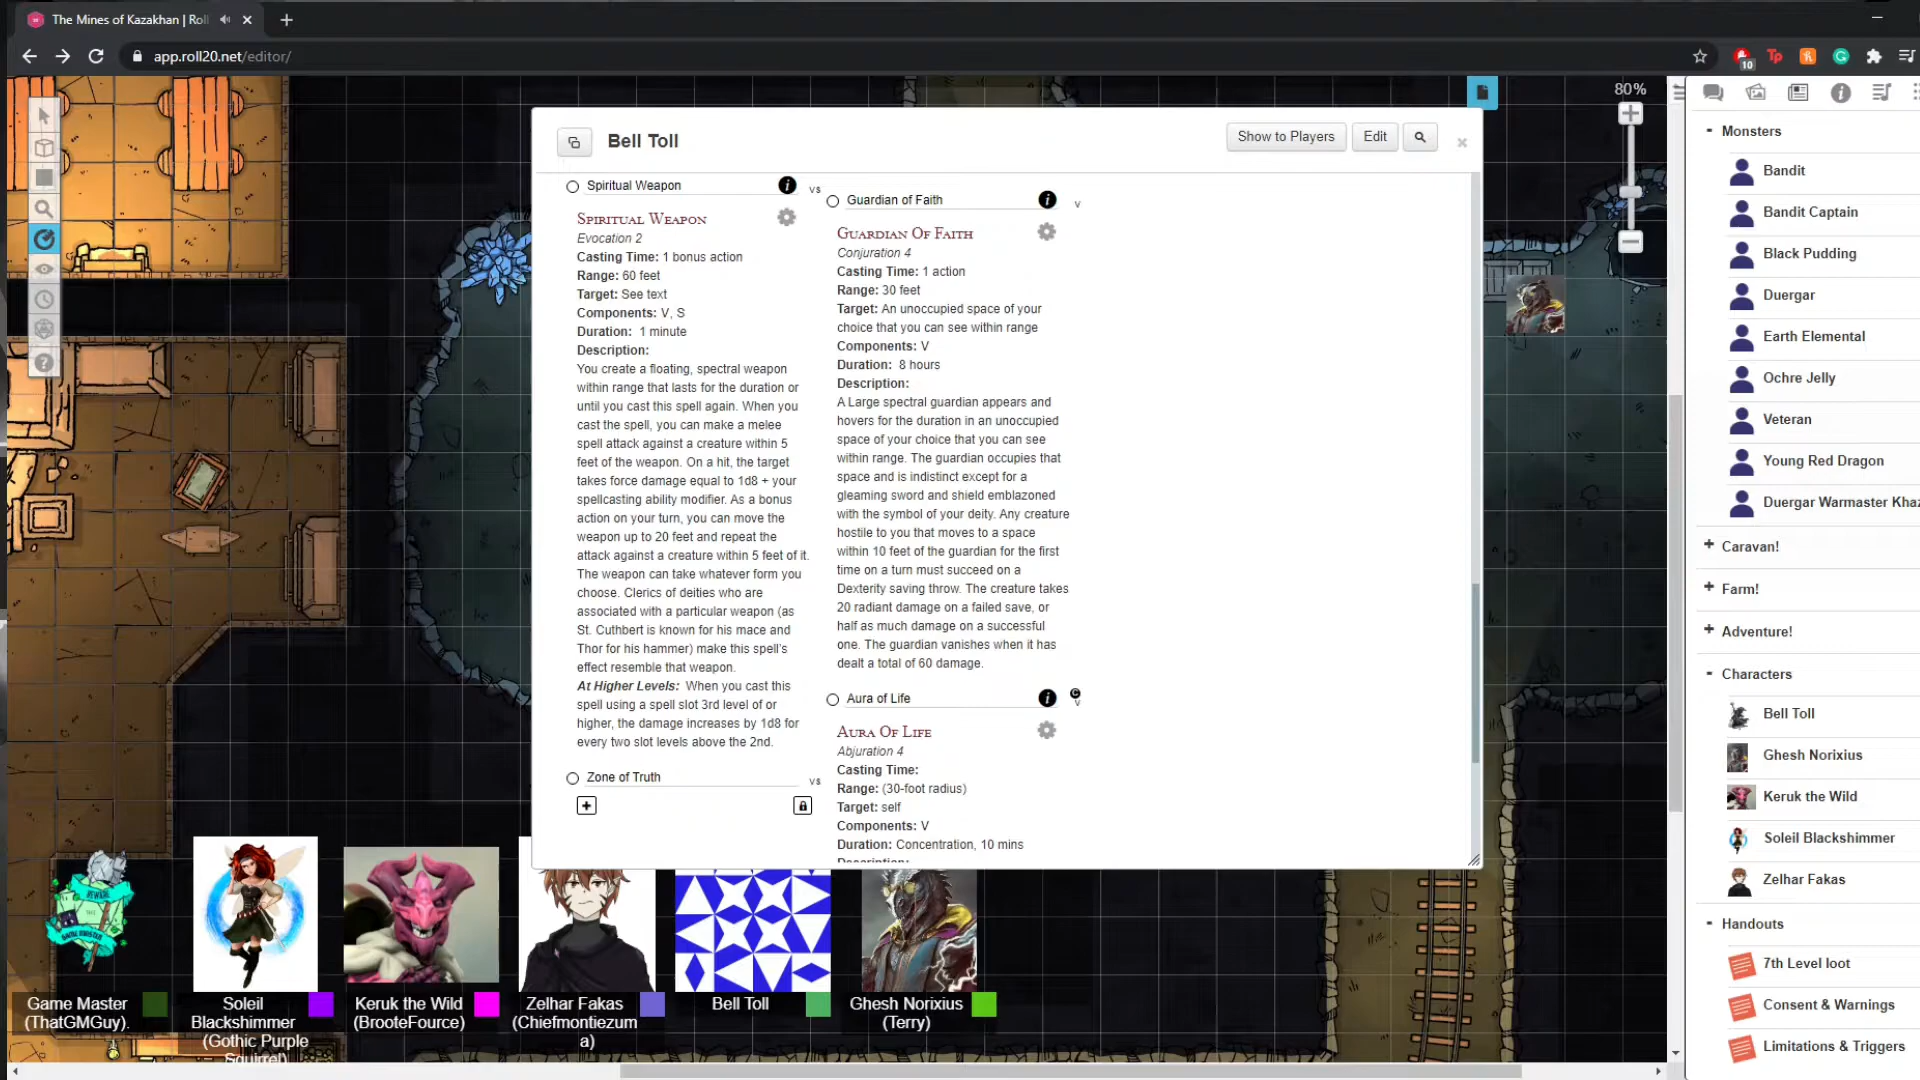 The Mines of Kazakhan | Roll
app.roll20.net/editor/
10
80%
Bell Toll
Show to Players
Edit
Spiritual Weapon
vs
SPIRITUAL WEAPON
Evocation 2
Casting Time: 1 bonus action
Range: 60 feet
Target: See text
Components: V, S
Duration: 1 minute
Description:
You create a floating, spectral weapon
within range that lasts for the duration or
until you cast this spell again. When you
cast the spell, you can make a melee
spell attack against a creature within 5
feet of the weapon. On a hit, the target
takes force damage equal to 1d8 + your
spellcasting ability modifier. As a bonus
action on your turn, you can move the
weapon up to 20 feet and repeat the
attack against a creature within 5 feet of it.
The weapon can take whatever form you
choose. Clerics of deities who are
associated with a particular weapon (as
St. Cuthbert is known for his mace and
Thor for his hammer) make this spell's
effect resemble that weapon.
At Higher Levels: When you cast this
spell using a spell slot 3rd level of or
higher, the damage increases by 1d8 for
every two slot levels above the 2nd.
Zone of Truth
vs
Guardian of Faith
v
GUARDIAN OF FAITH
Conjuration 4
Casting Time: 1 action
Range: 30 feet
Target: An unoccupied space of your
choice that you can see within range
Components: V
Duration: 8 hours
Description:
A Large spectral guardian appears and
hovers for the duration in an unoccupied
space of your choice that you can see
within range. The guardian occupies that
space and is indistinct except for a
gleaming sword and shield emblazoned
with the symbol of your deity. Any creature
hostile to you that moves to a space
within 10 feet of the guardian for the first
time on a turn must succeed on a
Dexterity saving throw. The creature takes
20 radiant damage on a failed save, or
half as much damage on a successful
one. The guardian vanishes when it has
dealt a total of 60 damage.
Aura of Life
C
v
AURA OF LIFE
Abjuration 4
Casting Time:
Range: (30-foot radius)
Target: self
Components: V
Duration: Concentration, 10 mins
Description:
Monsters
Bandit
Bandit Captain
Black Pudding
Duergar
Earth Elemental
Ochre Jelly
Veteran
Young Red Dragon
Duergar Warmaster Khaz
Caravan!
Farm!
Adventure!
Characters
Bell Toll
Ghesh Norixius
Keruk the Wild
Soleil Blackshimmer
Zelhar Fakas
Handouts
7th Level loot
Consent & Warnings
Limitations & Triggers
Game Master
(ThatGMGuy).
Soleil
Blackshimmer
(Gothic Purple
Squirrel)
Keruk the Wild
(BrooteFource)
Zelhar Fakas
(Chiefmontiezum
a)
Bell Toll
Ghesh Norixius
(Terry)